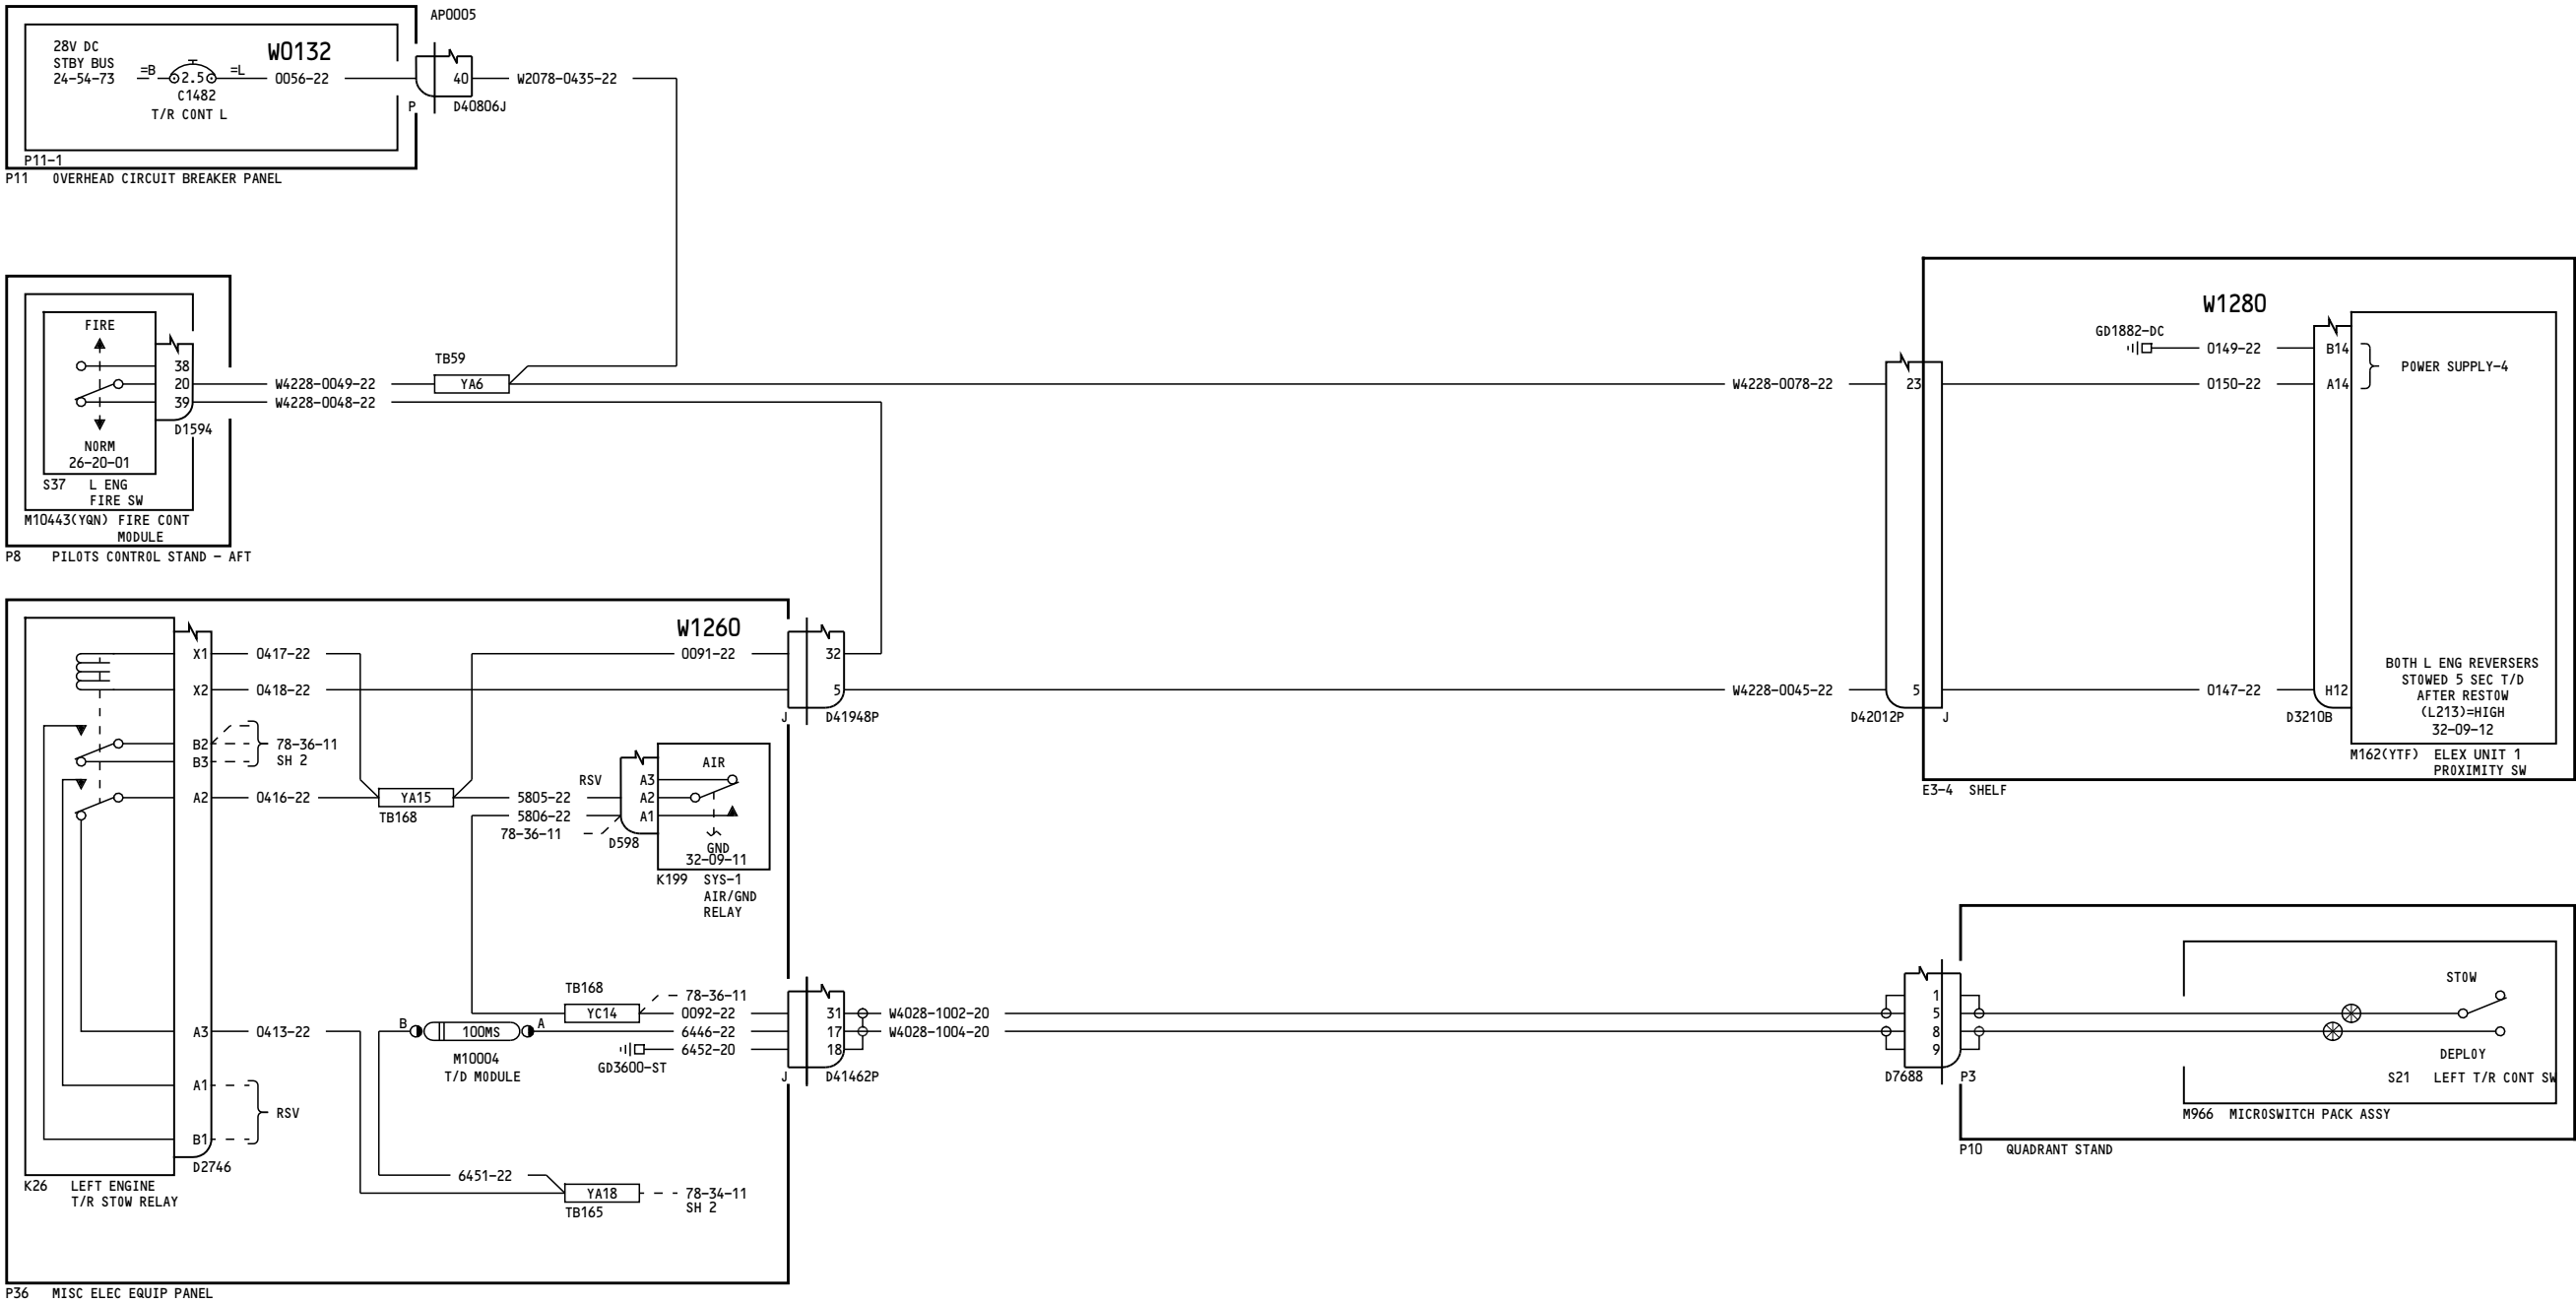 AP0005
28V DC
STBY BUS
24-54-73
=B
2.5
=L
W0132
0056-22
C1482
T/R CONT L
P11-1
P11 OVERHEAD CIRCUIT BREAKER PANEL
40
P
D40806J
W2078-0435-22
FIRE
38
20
39
D1594
NORM
26-20-01
S37 L ENG
FIRE SW
M10443(YQN) FIRE CONT
MODULE
P8 PILOTS CONTROL STAND - AFT
W4228-0049-22
W4228-0048-22
TB59
YA6
W4228-0078-22
23
W1280
GD1882-DC
0149-22
B14
0150-22
A14
POWER SUPPLY-4
W4228-0045-22
5
D42012P
J
0147-22
H12
D3210B
BOTH L ENG REVERSERS
STOWED 5 SEC T/D
AFTER RESTOW
(L213)=HIGH
32-09-12
M162(YTF) ELEX UNIT 1
PROXIMITY SW
E3-4 SHELF
W1260
X1
0417-22
0091-22
32
X2
0418-22
5
J
D41948P
B2
B3
78-36-11
SH 2
A2
0416-22
YA15
TB168
RSV
5805-22
5806-22
78-36-11
A3
A2
A1
D598
AIR
GND
32-09-11
K199 SYS-1
AIR/GND
RELAY
TB168
YC14
78-36-11
0092-22
31
A3
0413-22
B
100MS
A
6446-22
17
M10004
T/D MODULE
GD3600-ST
6452-20
18
J
D41462P
A1
B1
RSV
D2746
K26 LEFT ENGINE
T/R STOW RELAY
6451-22
YA18
TB165
78-34-11
SH 2
P36 MISC ELEC EQUIP PANEL
W4028-1002-20
W4028-1004-20
1
5
8
9
D7688
P3
STOW
DEPLOY
S21 LEFT T/R CONT SW
M966 MICROSWITCH PACK ASSY
P10 QUADRANT STAND